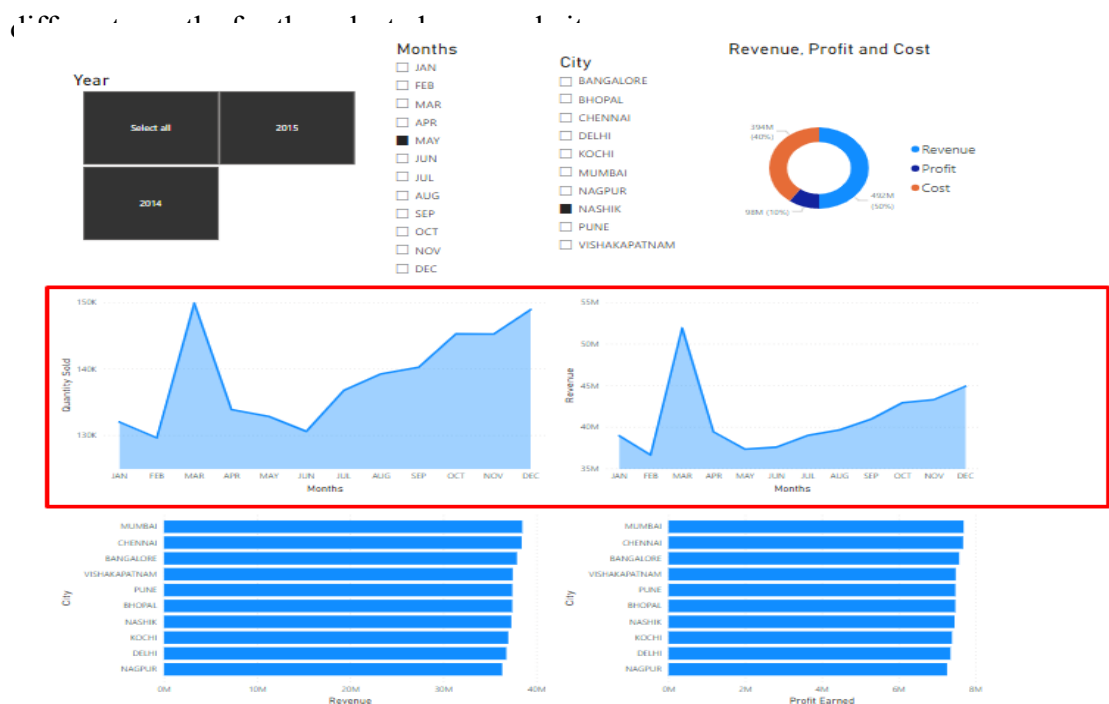 Year
Select all
2015
2014
Months
JAN
FEB
MAR
APR
MAY
JUN
JUL
AUG
SEP
OCT
NOV
DEC
City
BANGALORE
BHOPAL
CHENNAI
DELHI
KOCHI
MUMBAI
NAGPUR
NASHIK
PUNE
VISHAKAPATNAM
Revenue, Profit and Cost
394M
(40%)
98M (10%)
492M
(50%)
Revenue
Profit
Cost
150K
140K
130K
Quantity Sold
JAN FEB MAR APR MAY JUN JUL AUG SEP OCT NOV DEC
Months
55M
50M
45M
40M
35M
Revenue
JAN FEB MAR APR MAY JUN JUL AUG SEP OCT NOV DEC
Months
City
MUMBAI
CHENNAI
BANGALORE
VISHAKAPATNAM
PUNE
BHOPAL
NASHIK
KOCHI
DELHI
NAGPUR
0M 10M 20M 30M 40M
Revenue
City
MUMBAI
CHENNAI
BANGALORE
VISHAKAPATNAM
PUNE
BHOPAL
NASHIK
KOCHI
DELHI
NAGPUR
0M 2M 4M 6M 8M
Profit Earned